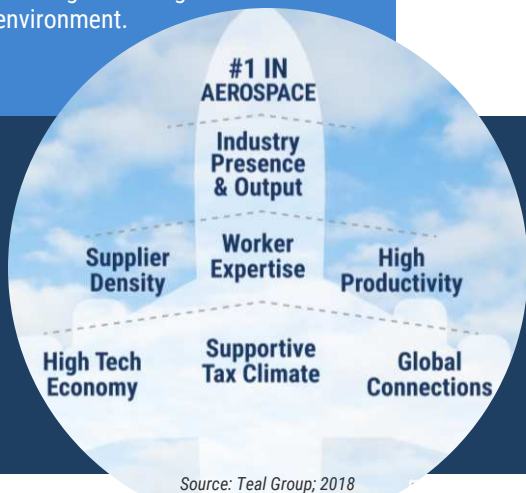 environment.
#1 IN
AEROSPACE
Industry
Presence
& Output
Supplier
Density
Worker
Expertise
High
Productivity
High Tech
Economy
Supportive
Tax Climate
Global
Connections
Source: Teal Group; 2018